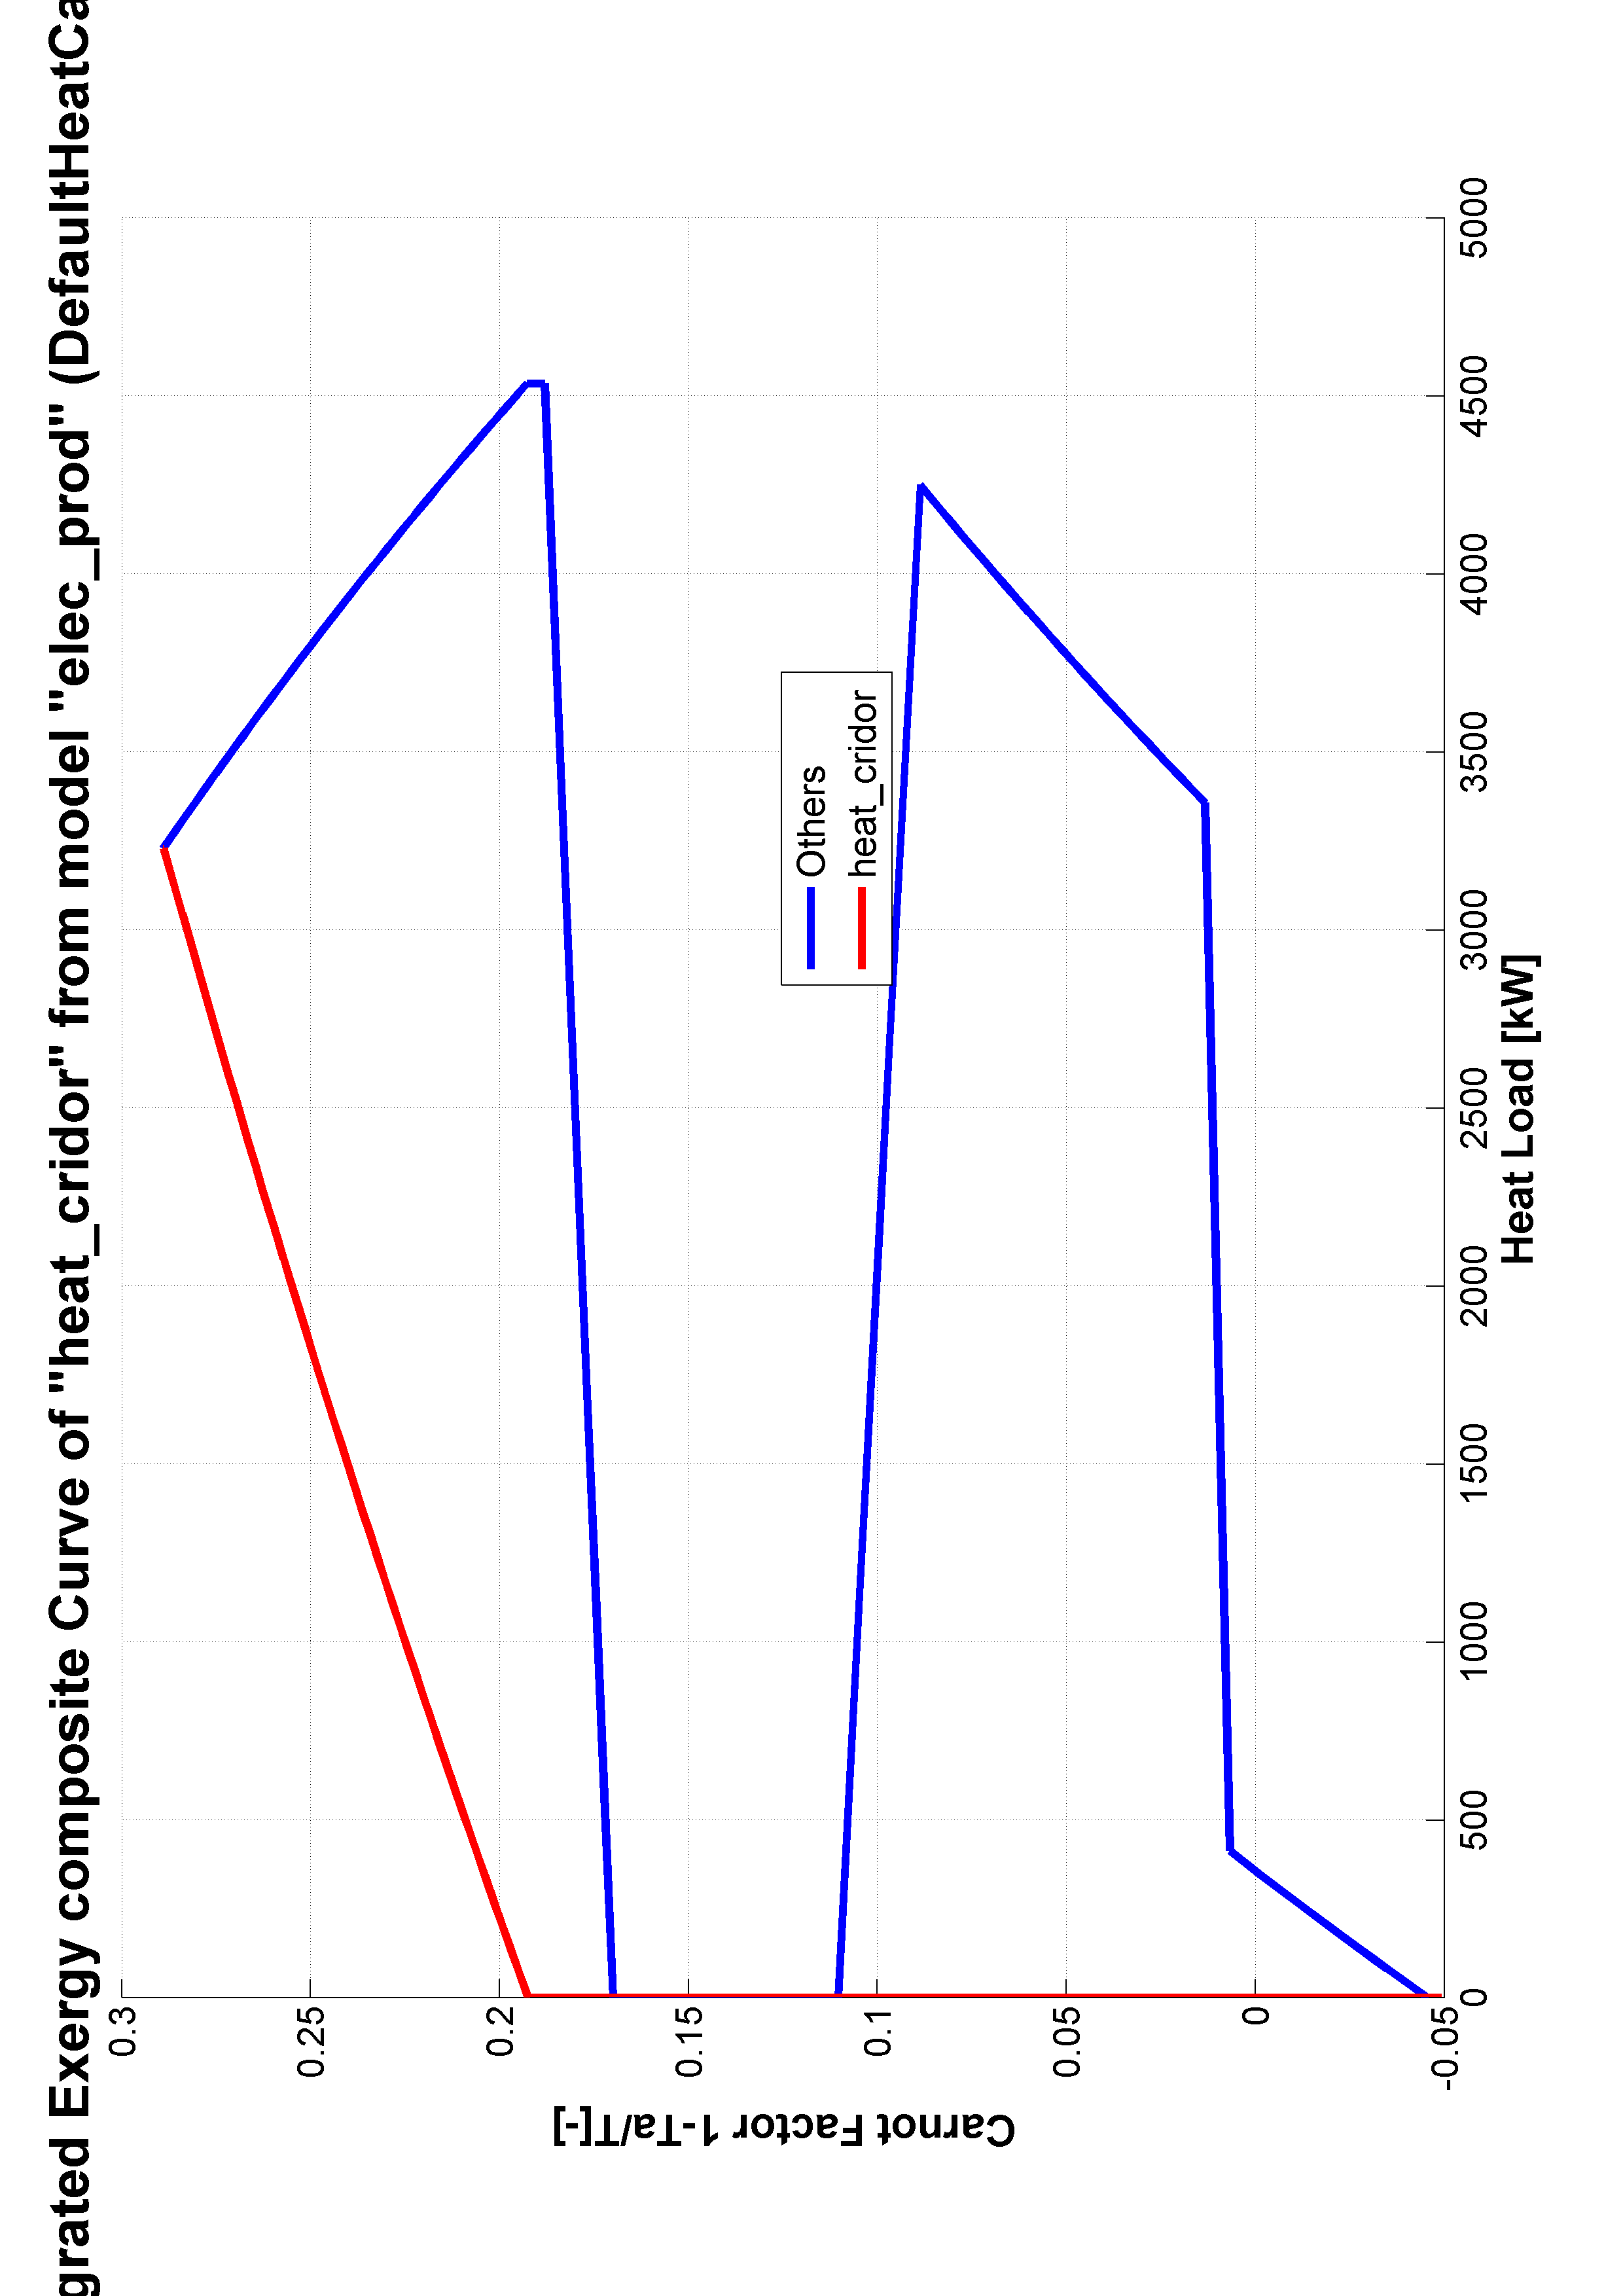 grated Exergy composite Curve of "heat_cridor" from model "elec_prod" (DefaultHeatCa
0.3
0.25
0.2
0.15
0.1
0.05
0
-0.05
Carnot Factor 1-Ta/T[-]
Others
heat_cridor
0 500 1000 1500 2000 2500 3000 3500 4000 4500 5000
Heat Load [kW]